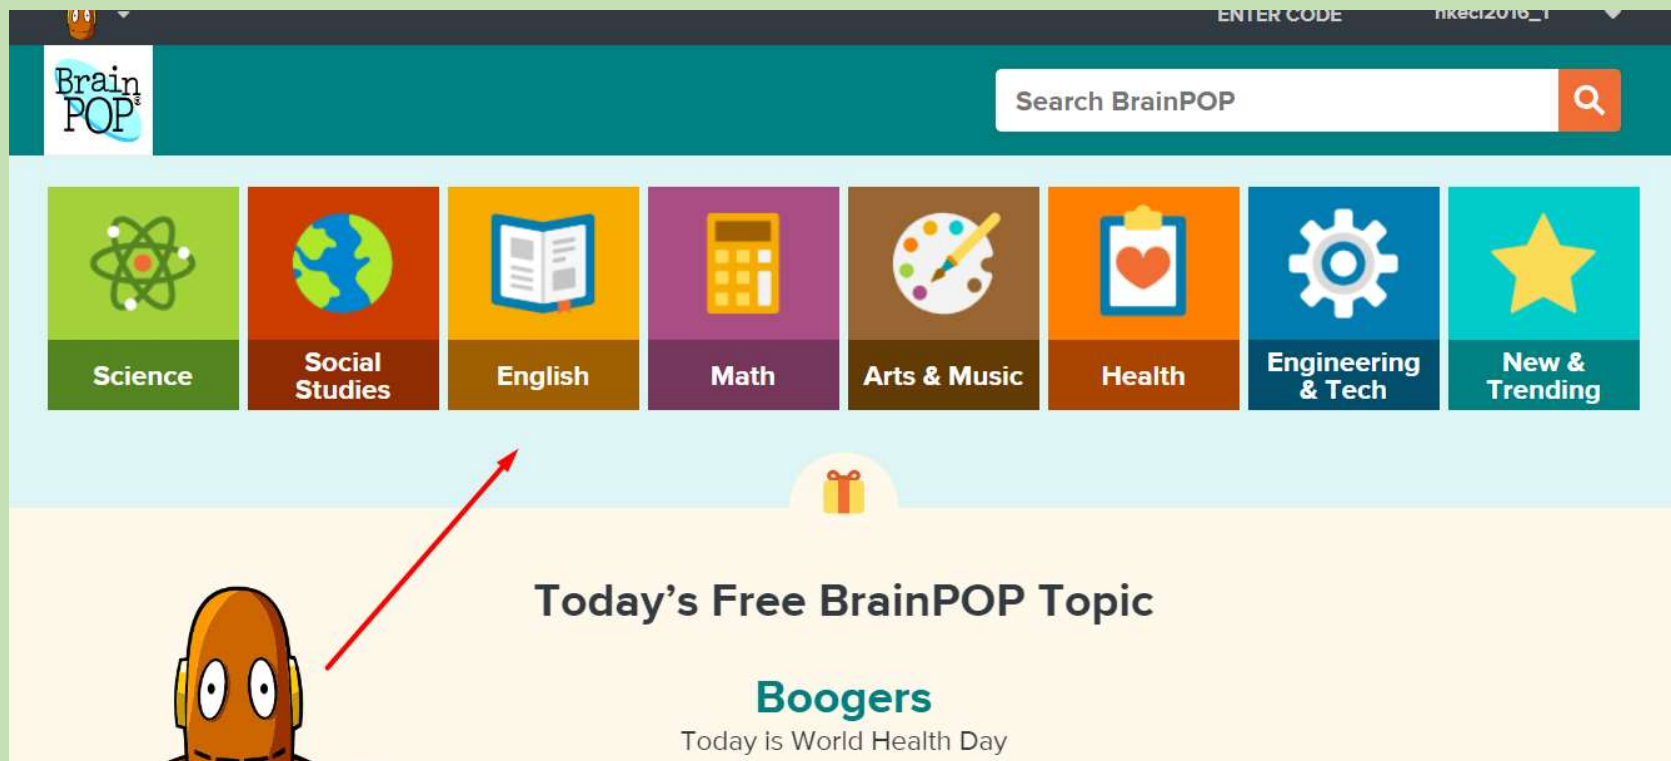 ENTER CODE
Brain
POP®
Search BrainPOP
Science
Social
Studies
English
Math
Arts & Music
Health
Engineering
& Tech
New &
Trending
Today's Free BrainPOP Topic
Boogers
Today is World Health Day